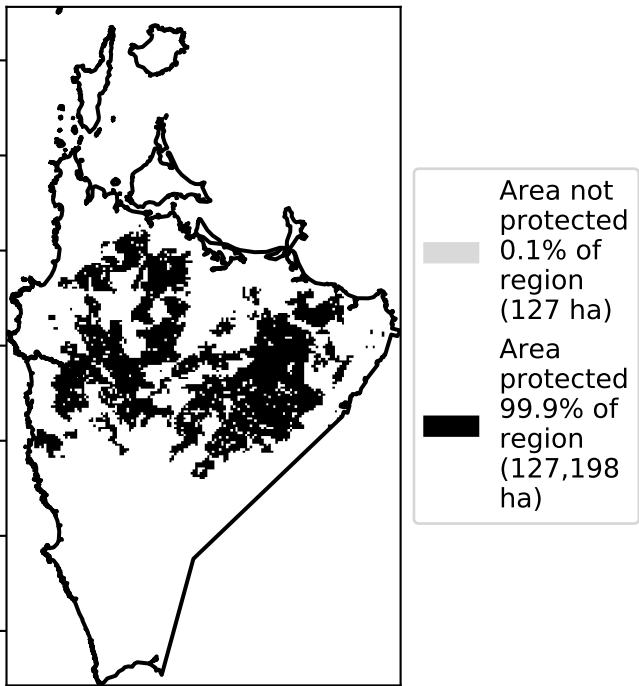 Area not
protected
0.1% of
region
(127 ha)
Area
protected
99.9% of
region
(127,198
ha)